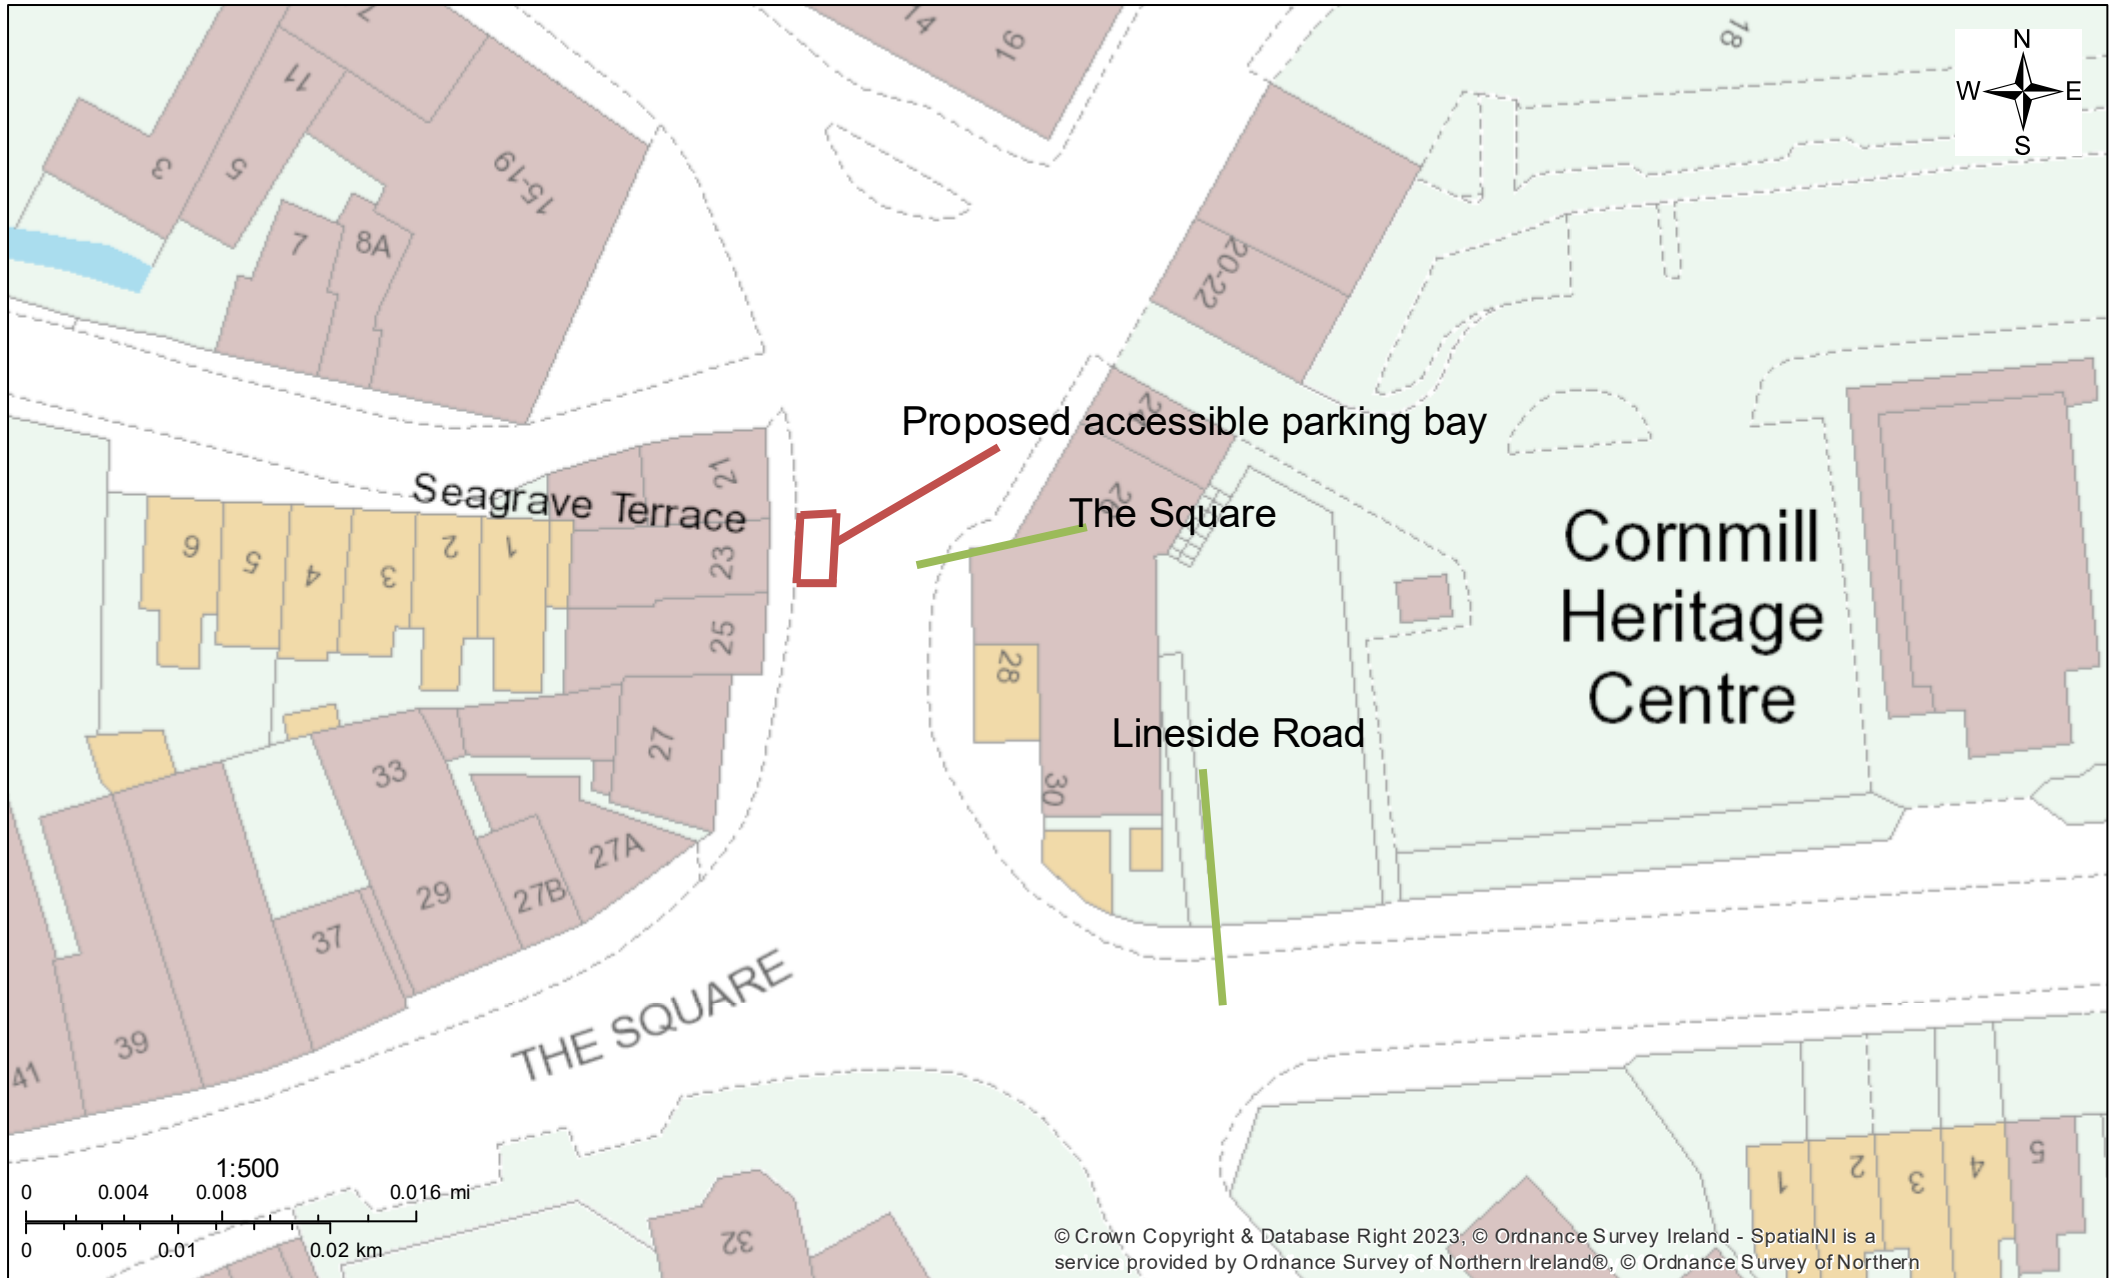 7
14
16
18
N
W E
S
11
3
5
15-19
7
8A
20-22
24
Proposed accessible parking bay
21
Seagrave Terrace
26
The Square
6
5
4
3
2
1
23
25
Cornmill
Heritage
Centre
28
Lineside Road
27
33
30
27A
29
27B
37
THE SQUARE
39
41
1:500
0 0.004 0.008 0.016 mi
0 0.005 0.01 0.02 km
32
1
2
3
4
5
© Crown Copyright & Database Right 2023, © Ordnance Survey Ireland - SpatialNI is a
service provided by Ordnance Survey of Northern Ireland®, © Ordnance Survey of Northern